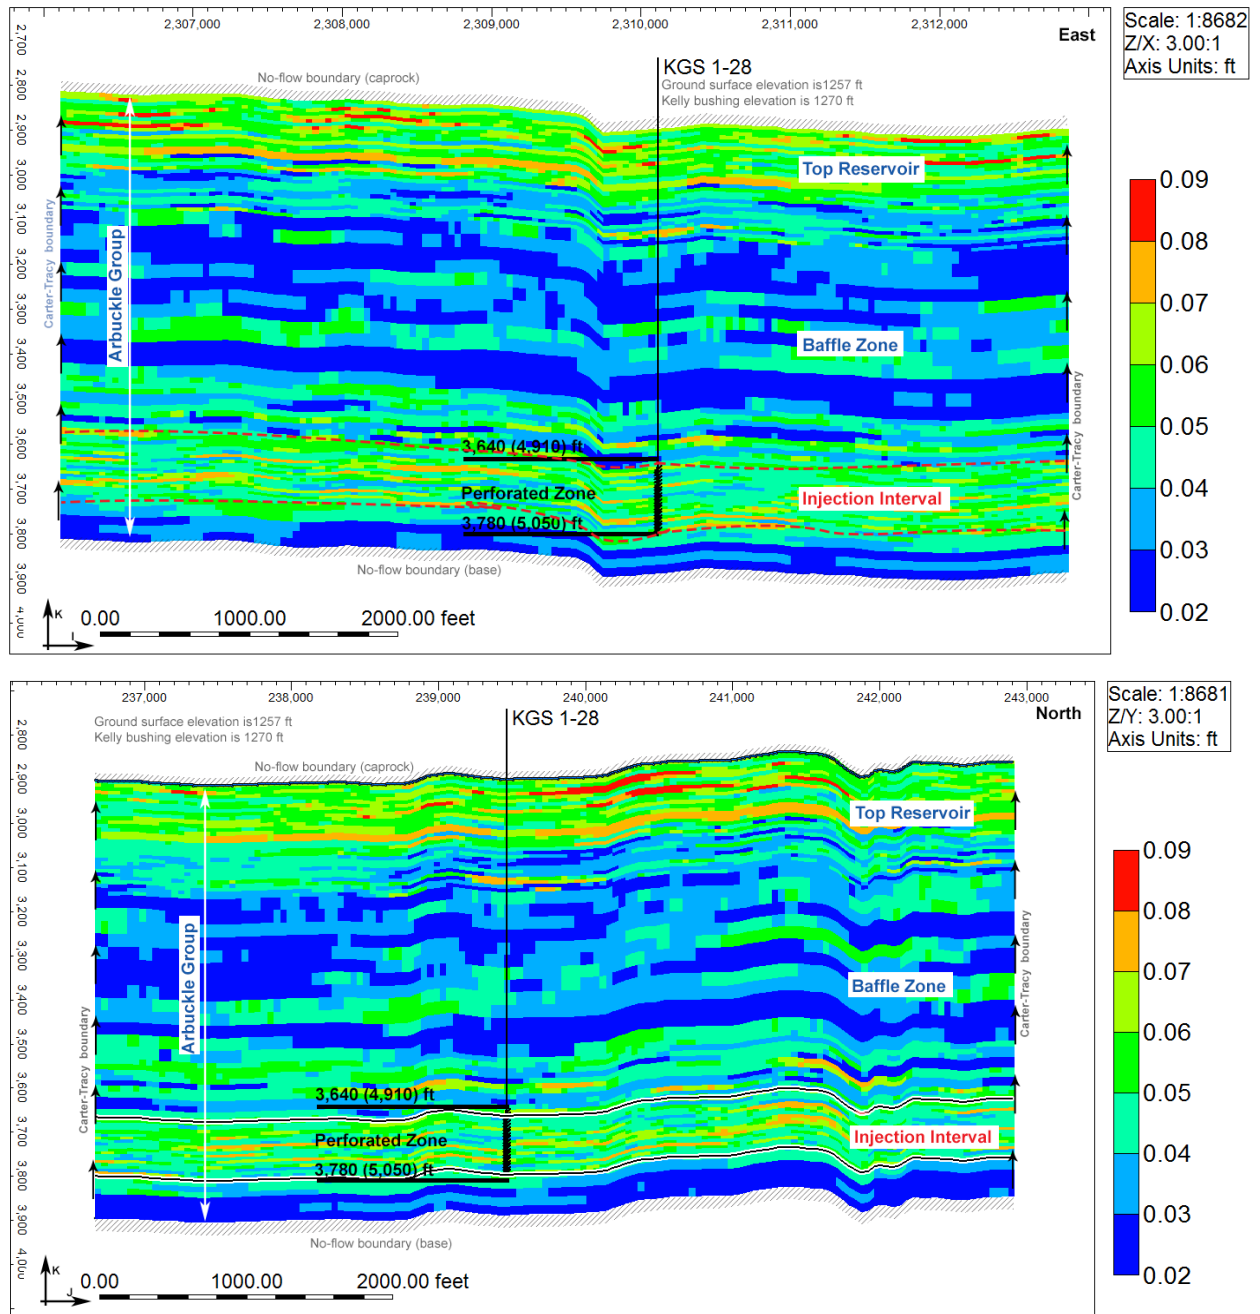 2,307,000 2,308,000 2,309,000 2,310,000 2,311,000 2,312,000
East
Scale: 1:8682
Z/X: 3.00:1
Axis Units: ft
KGS 1-28
Ground surface elevation is1257 ft
Kelly bushing elevation is 1270 ft
No-flow boundary (caprock)
2,700
2,800
2,900
3,000
3,100
3,200
3,300
3,400
3,500
3,600
3,700
3,800
3,900
4,000
Top Reservoir
Carter-Tracy boundary
Arbuckle Group
Baffle Zone
Carter-Tracy boundary
3,640 (4,910) ft
Perforated Zone
Injection Interval
3,780 (5,050) ft
No-flow boundary (base)
0.09
0.08
0.07
0.06
0.05
0.04
0.03
0.02
K
I
0.00 1000.00 2000.00 feet
237,000 238,000 239,000 240,000 241,000 242,000 243,000
North
Scale: 1:8681
Z/Y: 3.00:1
Axis Units: ft
Ground surface elevation is1257 ft
Kelly bushing elevation is 1270 ft
KGS 1-28
No-flow boundary (caprock)
2,800
2,900
3,000
3,100
3,200
3,300
3,400
3,500
3,600
3,700
3,800
3,900
4,000
Top Reservoir
Arbuckle Group
Carter-Tracy boundary
Baffle Zone
Carter-Tracy boundary
3,640 (4,910) ft
Perforated Zone
Injection Interval
3,780 (5,050) ft
No-flow boundary (base)
0.09
0.08
0.07
0.06
0.05
0.04
0.03
0.02
K
J
0.00 1000.00 2000.00 feet